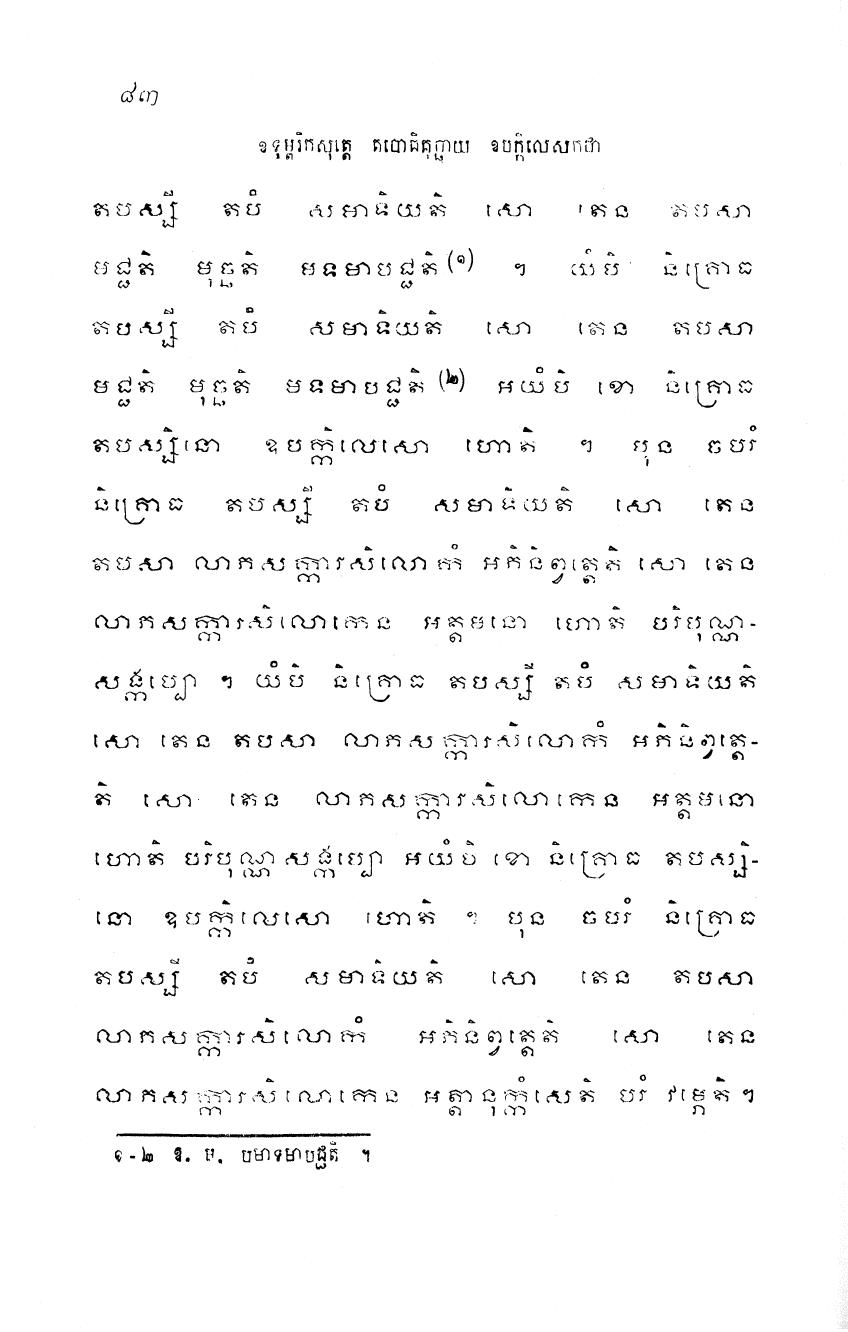 ៨៣
ឧទុម្ពរិកសុត្តេ តបោជិគុច្ឆាយ ឧបក្កិលេសកថា
តបស្សី តបំ សមាទិយតិ សោ តេន តបសា
មជ្ជតិ មុច្ឆតិ មទមាបជ្ជតិ (១) ។ យំបិ និគ្រោធ
តបស្សី តបំ សមាទិយតិ សោ តេន តបសា
មជ្ជតិ មុច្ឆតិ មទមាបជ្ជតិ (២) អយំបិ ខោ និគ្រោធ
តបស្សិនោ ឧបក្កិលេសោ ហោតិ ។ បុន ចបរំ
និគ្រោធ តបស្សី តបំ សមាទិយតិ សោ តេន
តបសា លាភសក្ការសិលោកំ អភិនិព្វត្តេតិ សោ តេន
លាភសក្ការសិលោកេន អត្តមនោ ហោតិ បរិបុណ្ណ-
សង្កប្បោ ។ យំបិ និគ្រោធ តបស្សី តបំ សមាទិយតិ
សោ តេន តបសា លាភសក្ការសិលោកំ អភិនិព្វត្តេ-
តិ សោ តេន លាភសក្ការសិលោកេន អត្តមនោ
ហោតិ បរិបុណ្ណសង្កប្បោ អយំបិ ខោ និគ្រោធ តបស្សិ-
នោ ឧបក្កិលេសោ ហោតិ ។ បុន ចបរំ និគ្រោធ
តបស្សី តបំ សមាទិយតិ សោ តេន តបសា
លាភសក្ការសិលោកំ អភិនិព្វត្តេតិ សោ តេន
លាភសក្ការសិលោកេន អត្តានុក្កំសេតិ បរំ វម្ភេតិ ។
១-២ ឱ. ម. បមាទមាបជ្ជតិ ។